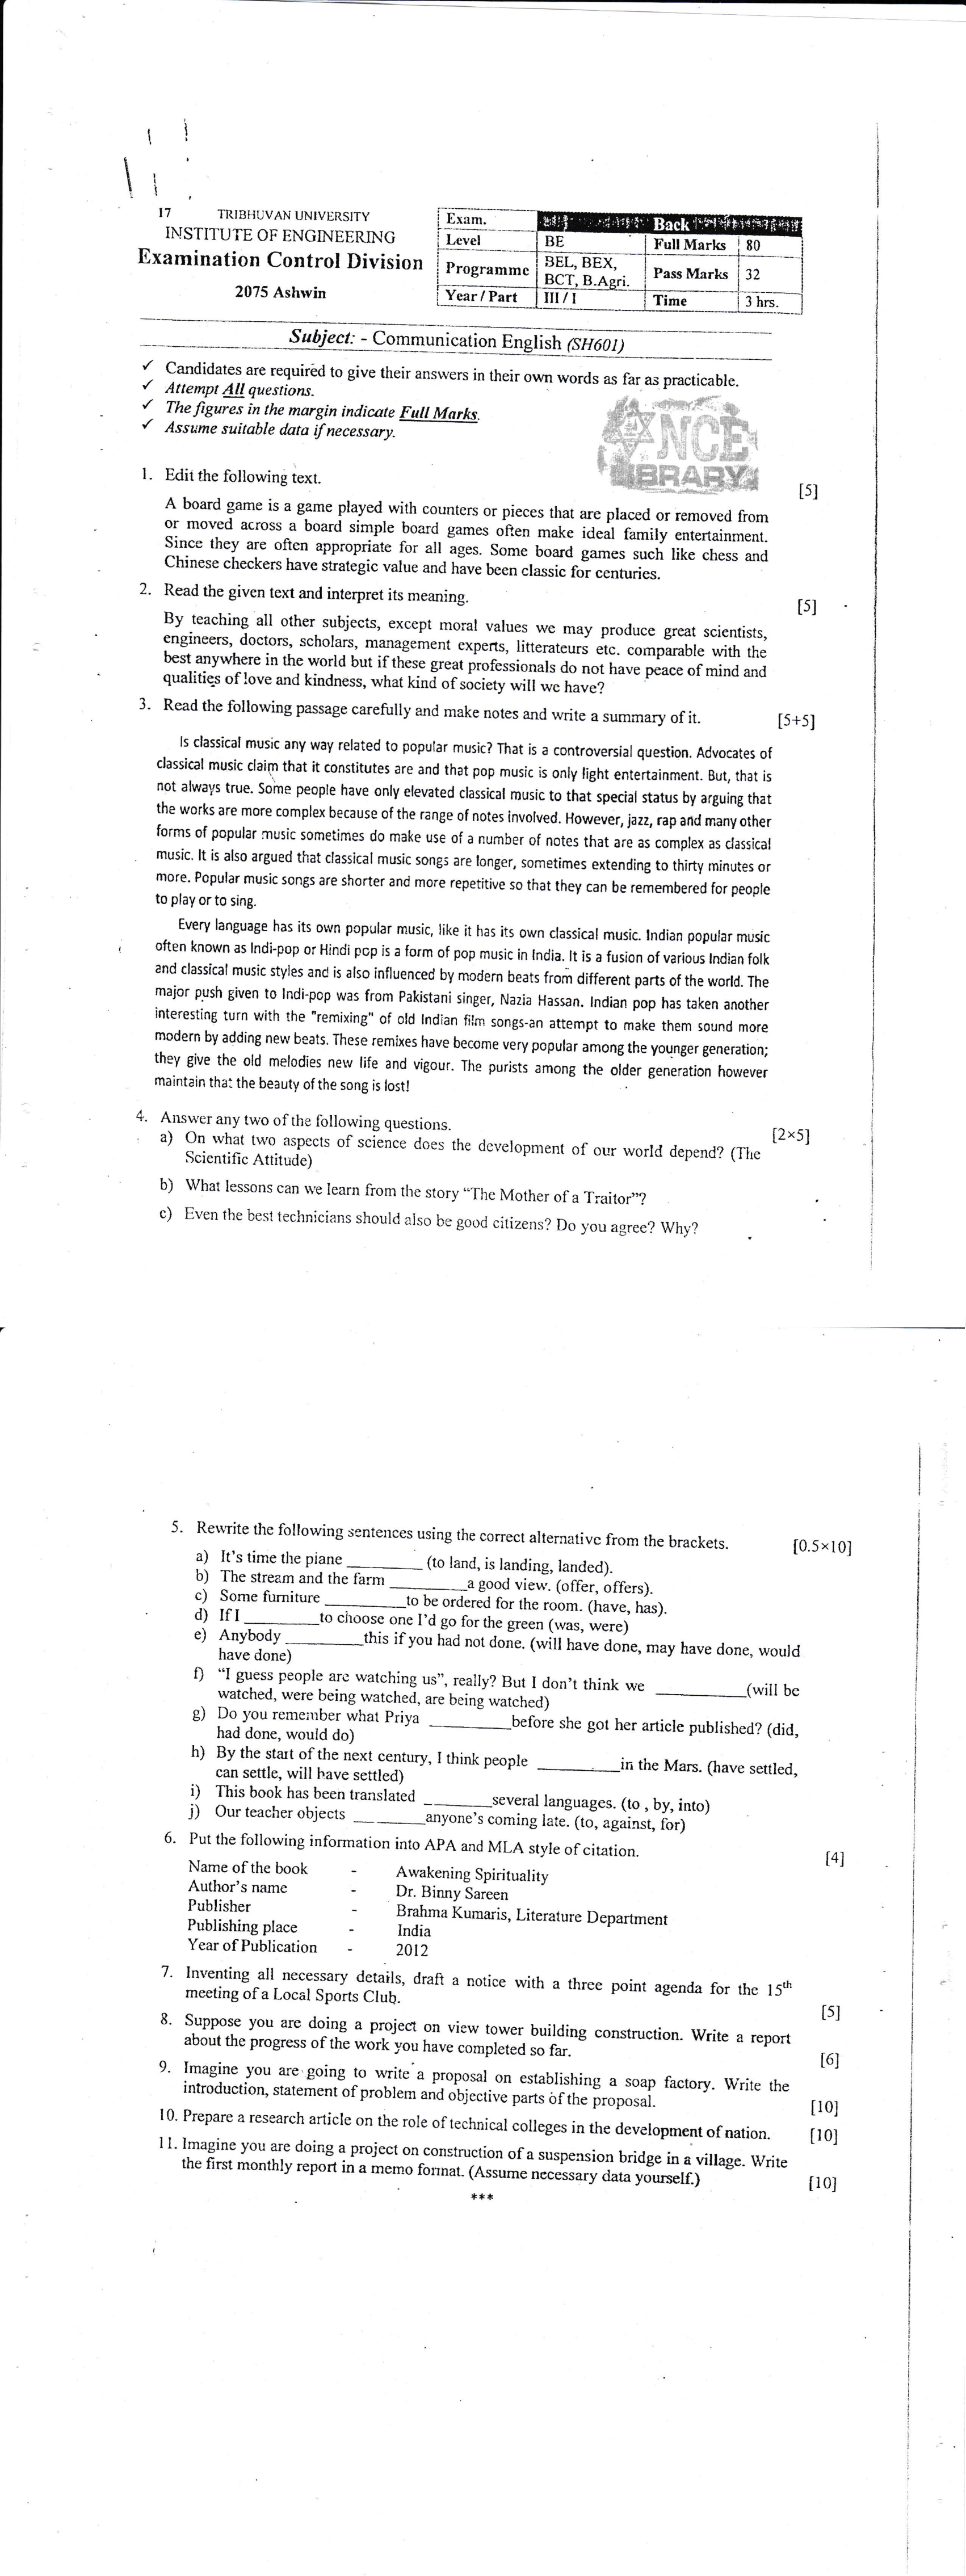 17 TRIBHUVAN UNIVERSITY
INSTITUTE OF ENGINEERING
Examination Control Division
2075 Ashwin
Exam. Back
Level BE Full Marks 80
Programme BEL, BEX, BCT, B.Agri. Pass Marks 32
Year / Part III / I Time 3 hrs.
Subject: - Communication English (SH601)
✓ Candidates are required to give their answers in their own words as far as practicable.
✓ Attempt All questions.
✓ The figures in the margin indicate Full Marks.
✓ Assume suitable data if necessary.
NCE
LIBRARY
1. Edit the following text. [5]
A board game is a game played with counters or pieces that are placed or removed from
or moved across a board simple board games often make ideal family entertainment.
Since they are often appropriate for all ages. Some board games such like chess and
Chinese checkers have strategic value and have been classic for centuries.
2. Read the given text and interpret its meaning. [5]
By teaching all other subjects, except moral values we may produce great scientists,
engineers, doctors, scholars, management experts, litterateurs etc. comparable with the
best anywhere in the world but if these great professionals do not have peace of mind and
qualities of love and kindness, what kind of society will we have?
3. Read the following passage carefully and make notes and write a summary of it. [5+5]
Is classical music any way related to popular music? That is a controversial question. Advocates of
classical music claim that it constitutes are and that pop music is only light entertainment. But, that is
not always true. Some people have only elevated classical music to that special status by arguing that
the works are more complex because of the range of notes involved. However, jazz, rap and many other
forms of popular music sometimes do make use of a number of notes that are as complex as classical
music. It is also argued that classical music songs are longer, sometimes extending to thirty minutes or
more. Popular music songs are shorter and more repetitive so that they can be remembered for people
to play or to sing.
Every language has its own popular music, like it has its own classical music. Indian popular music
often known as Indi-pop or Hindi pop is a form of pop music in India. It is a fusion of various Indian folk
and classical music styles and is also influenced by modern beats from different parts of the world. The
major push given to Indi-pop was from Pakistani singer, Nazia Hassan. Indian pop has taken another
interesting turn with the "remixing" of old Indian film songs-an attempt to make them sound more
modern by adding new beats. These remixes have become very popular among the younger generation;
they give the old melodies new life and vigour. The purists among the older generation however
maintain that the beauty of the song is lost!
4. Answer any two of the following questions. [2×5]
a) On what two aspects of science does the development of our world depend? (The
Scientific Attitude)
b) What lessons can we learn from the story “The Mother of a Traitor”?
c) Even the best technicians should also be good citizens? Do you agree? Why?
5. Rewrite the following sentences using the correct alternative from the brackets. [0.5×10]
a) It’s time the plane ________ (to land, is landing, landed).
b) The stream and the farm ________a good view. (offer, offers).
c) Some furniture ________to be ordered for the room. (have, has).
d) If I ________to choose one I’d go for the green (was, were)
e) Anybody ________this if you had not done. (will have done, may have done, would
have done)
f) “I guess people are watching us”, really? But I don’t think we ________(will be
watched, were being watched, are being watched)
g) Do you remember what Priya ________before she got her article published? (did,
had done, would do)
h) By the start of the next century, I think people ________in the Mars. (have settled,
can settle, will have settled)
i) This book has been translated ________several languages. (to , by, into)
j) Our teacher objects ________anyone’s coming late. (to, against, for)
6. Put the following information into APA and MLA style of citation. [4]
Name of the book - Awakening Spirituality
Author’s name - Dr. Binny Sareen
Publisher - Brahma Kumaris, Literature Department
Publishing place - India
Year of Publication - 2012
7. Inventing all necessary details, draft a notice with a three point agenda for the 15th
meeting of a Local Sports Club. [5]
8. Suppose you are doing a project on view tower building construction. Write a report
about the progress of the work you have completed so far. [6]
9. Imagine you are going to write a proposal on establishing a soap factory. Write the
introduction, statement of problem and objective parts of the proposal. [10]
10. Prepare a research article on the role of technical colleges in the development of nation. [10]
11. Imagine you are doing a project on construction of a suspension bridge in a village. Write
the first monthly report in a memo format. (Assume necessary data yourself.) [10]
***